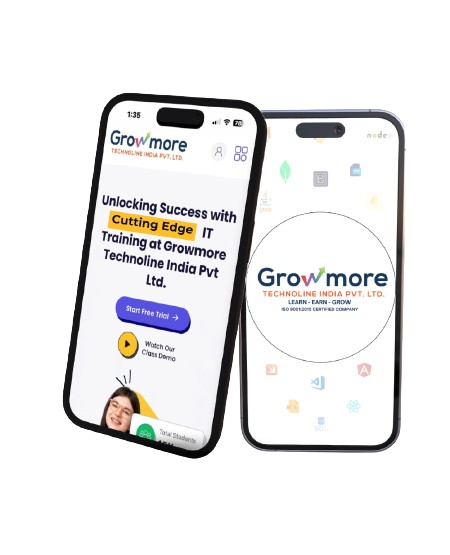 1:35
78
Growmore
TECHNOLINE INDIA PVT. LTD.
Unlocking Success with
Cutting Edge IT
Training at Growmore
Technoline India Pvt
Ltd.
Start Free Trial →
Watch Our
Class Demo
Total Students
node
Growmore
TECHNOLINE INDIA PVT. LTD.
LEARN - EARN - GROW
ISO 9001:2015 CERTIFIED COMPANY